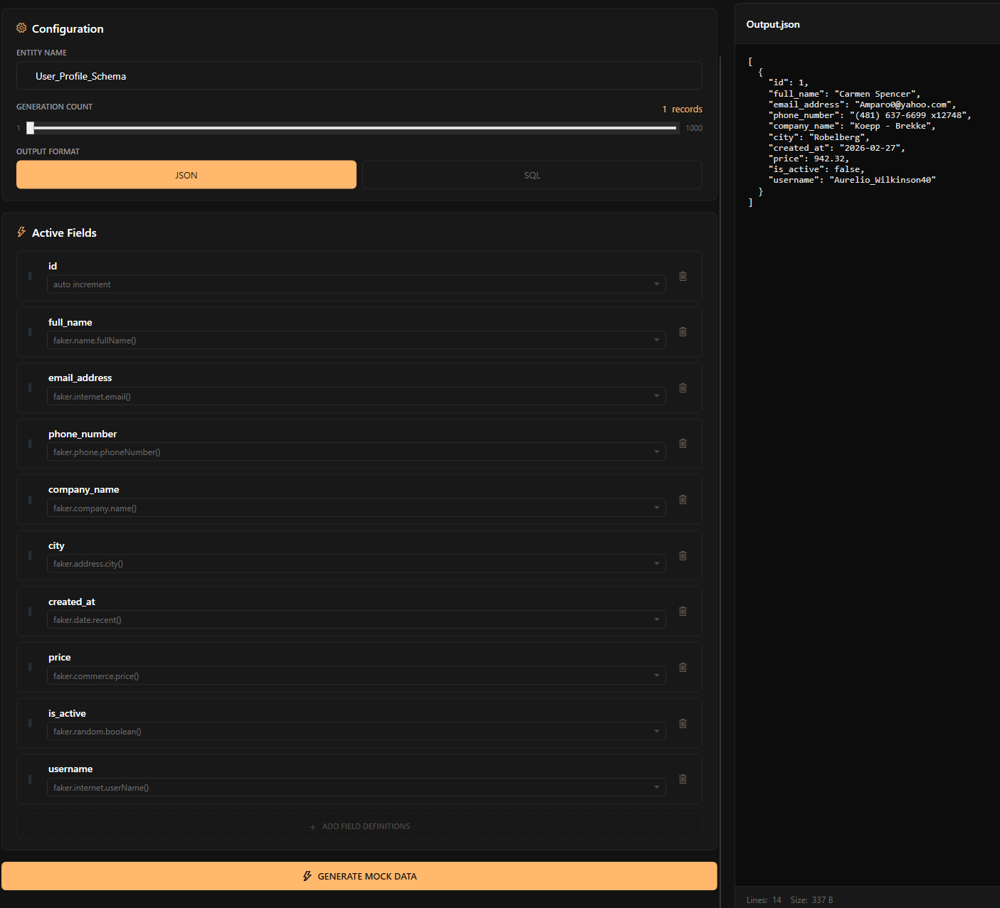 Configuration
ENTITY NAME
User_Profile_Schema
GENERATION COUNT
1 records
1
1000
OUTPUT FORMAT
JSON
SQL
Active Fields
id
auto increment
full_name
faker.name.fullName()
email_address
faker.internet.email()
phone_number
faker.phone.phoneNumber()
company_name
faker.company.name()
city
faker.address.city()
created_at
faker.date.recent()
price
faker.commerce.price()
is_active
faker.random.boolean()
username
faker.internet.userName()
+ ADD FIELD DEFINITIONS
GENERATE MOCK DATA
Output.json
[
  {
    "id": 1,
    "full_name": "Carmen Spencer",
    "email_address": "Amparo0@yahoo.com",
    "phone_number": "(481) 637-6699 x12748",
    "company_name": "Koepp - Brekke",
    "city": "Robelberg",
    "created_at": "2026-02-27",
    "price": 942.32,
    "is_active": false,
    "username": "Aurelio_Wilkinson40"
  }
]
Lines: 14 Size: 337 B